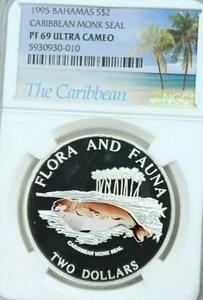 1995 BAHAMAS S$2
CARIBBEAN MONK SEAL
PF 69 ULTRA CAMEO
5930930-010
The Caribbean
NGC
FLORA AND FAUNA
CARIBBEAN MONK SEAL
TWO DOLLARS